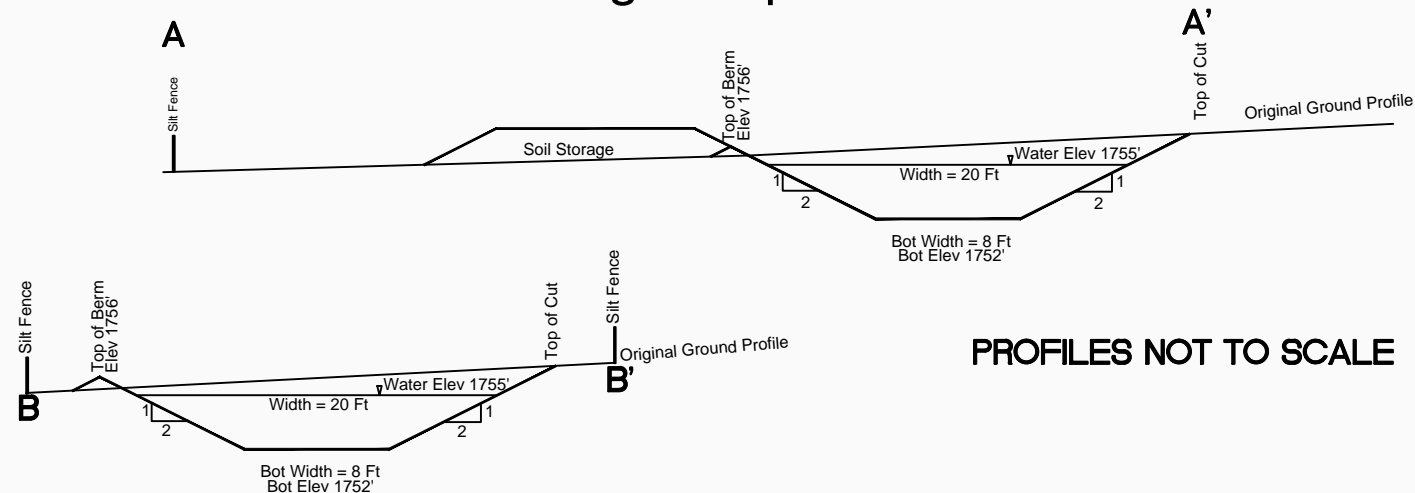 A
A'
Silt Fence
Top of Berm
Elev 1756'
Top of Cut
Original Ground Profile
Soil Storage
Water Elev 1755'
Width = 20 Ft
1
2
1
2
Bot Width = 8 Ft
Bot Elev 1752'
Silt Fence
Top of Berm
Elev 1756'
Top of Cut
Silt Fence
Original Ground Profile
B
B'
Water Elev 1755'
Width = 20 Ft
1
2
1
2
Bot Width = 8 Ft
Bot Elev 1752'
PROFILES NOT TO SCALE